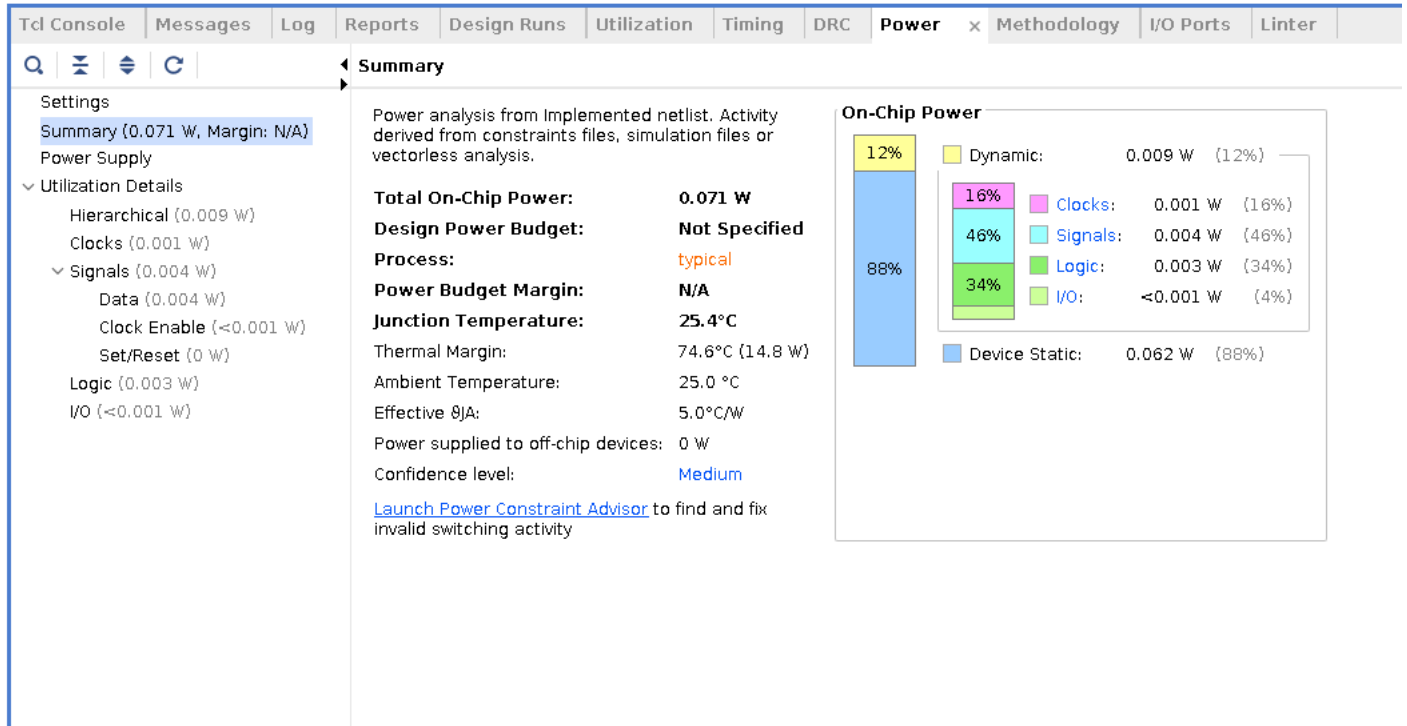 Tcl Console Messages Log Reports Design Runs Utilization Timing DRC Power × Methodology I/O Ports Linter
Summary
Settings
Summary (0.071 W, Margin: N/A)
Power Supply
Utilization Details
Hierarchical (0.009 W)
Clocks (0.001 W)
Signals (0.004 W)
Data (0.004 W)
Clock Enable (<0.001 W)
Set/Reset (0 W)
Logic (0.003 W)
I/O (<0.001 W)
Power analysis from Implemented netlist. Activity
derived from constraints files, simulation files or
vectorless analysis.
Total On-Chip Power: 0.071 W
Design Power Budget: Not Specified
Process: typical
Power Budget Margin: N/A
Junction Temperature: 25.4°C
Thermal Margin: 74.6°C (14.8 W)
Ambient Temperature: 25.0 °C
Effective ϑJA: 5.0°C/W
Power supplied to off-chip devices: 0 W
Confidence level: Medium
Launch Power Constraint Advisor to find and fix
invalid switching activity
On-Chip Power
12%
88%
Dynamic: 0.009 W (12%)
16%
46%
34%
Clocks: 0.001 W (16%)
Signals: 0.004 W (46%)
Logic: 0.003 W (34%)
I/O: <0.001 W (4%)
Device Static: 0.062 W (88%)